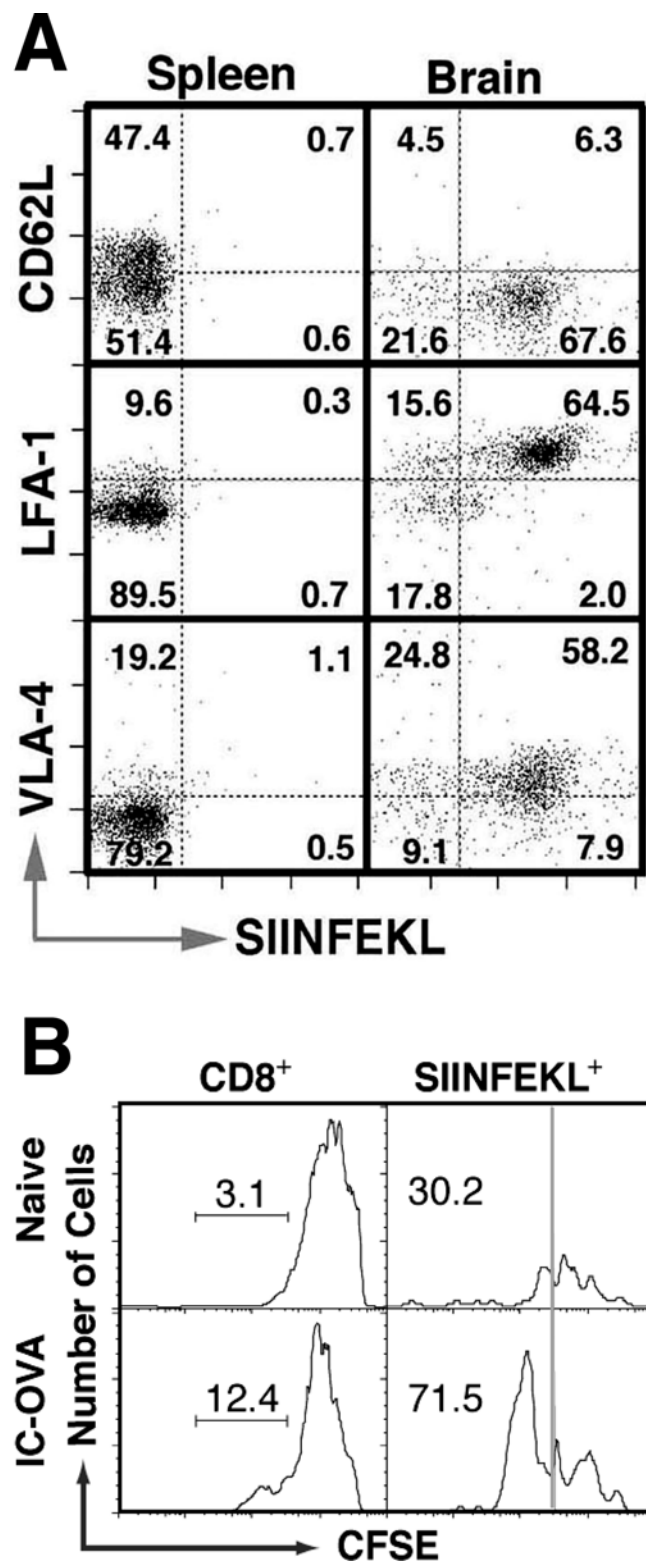 A
Spleen Brain
CD62L
47.4 0.7 4.5 6.3
51.4 0.6 21.6 67.6
LFA-1
9.6 0.3 15.6 64.5
89.5 0.7 17.8 2.0
VLA-4
19.2 1.1 24.8 58.2
79.2 0.5 9.1 7.9
SIINFEKL
B
CD8+ SIINFEKL+
Naive
3.1 30.2
Number of Cells
IC-OVA
12.4 71.5
CFSE